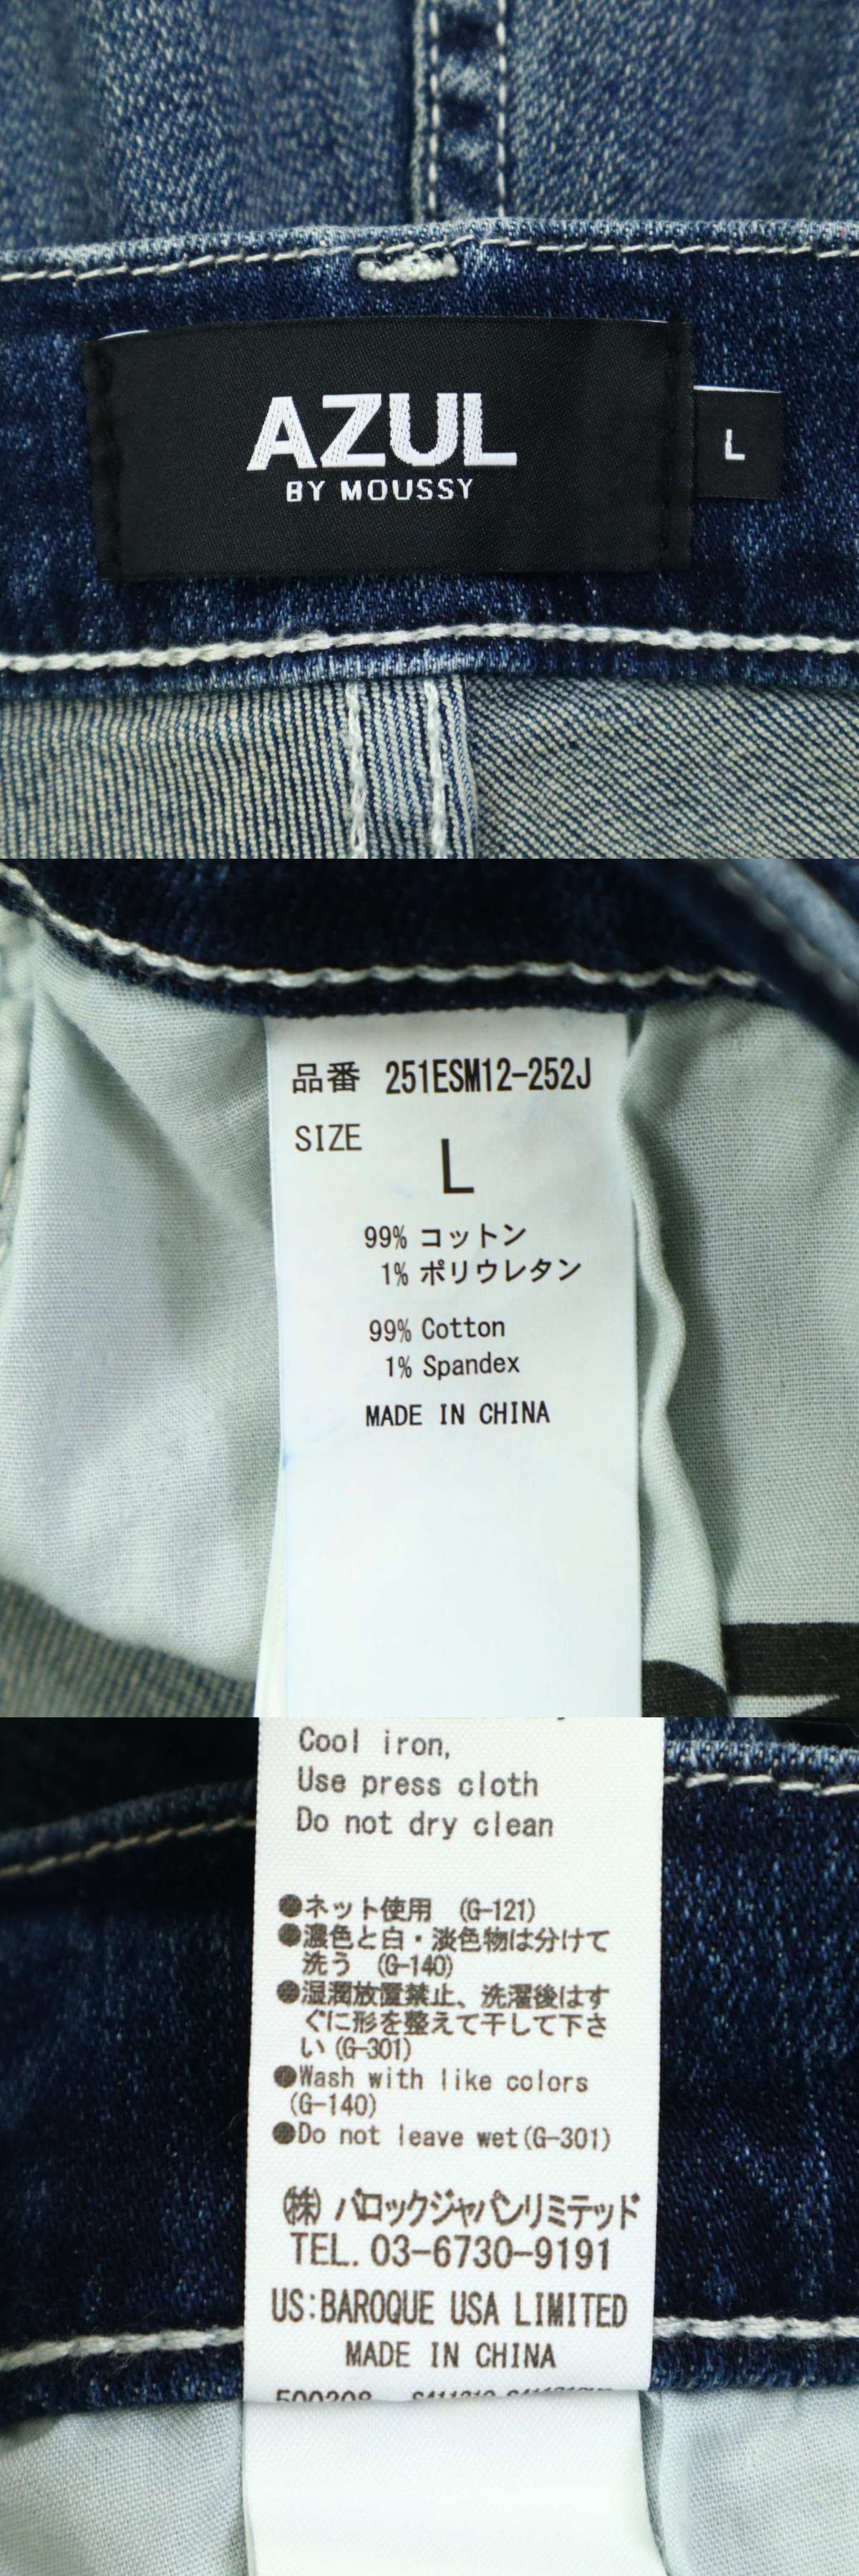 AZUL
BY MOUSSY
L
品番 251ESM12-252J
SIZE
L
99% コットン
1% ポリウレタン
99% Cotton
1% Spandex
MADE IN CHINA
Cool iron,
Use press cloth
Do not dry clean
●ネット使用 (G-121)
●濃色と白・淡色物は分けて
洗う (G-140)
●湿潤放置禁止、洗濯後はす
ぐに形を整えて干して下さ
い(G-301)
●Wash with like colors
(G-140)
●Do not leave wet(G-301)
㈱ バロックジャパンリミテッド
TEL. 03-6730-9191
US:BAROQUE USA LIMITED
MADE IN CHINA